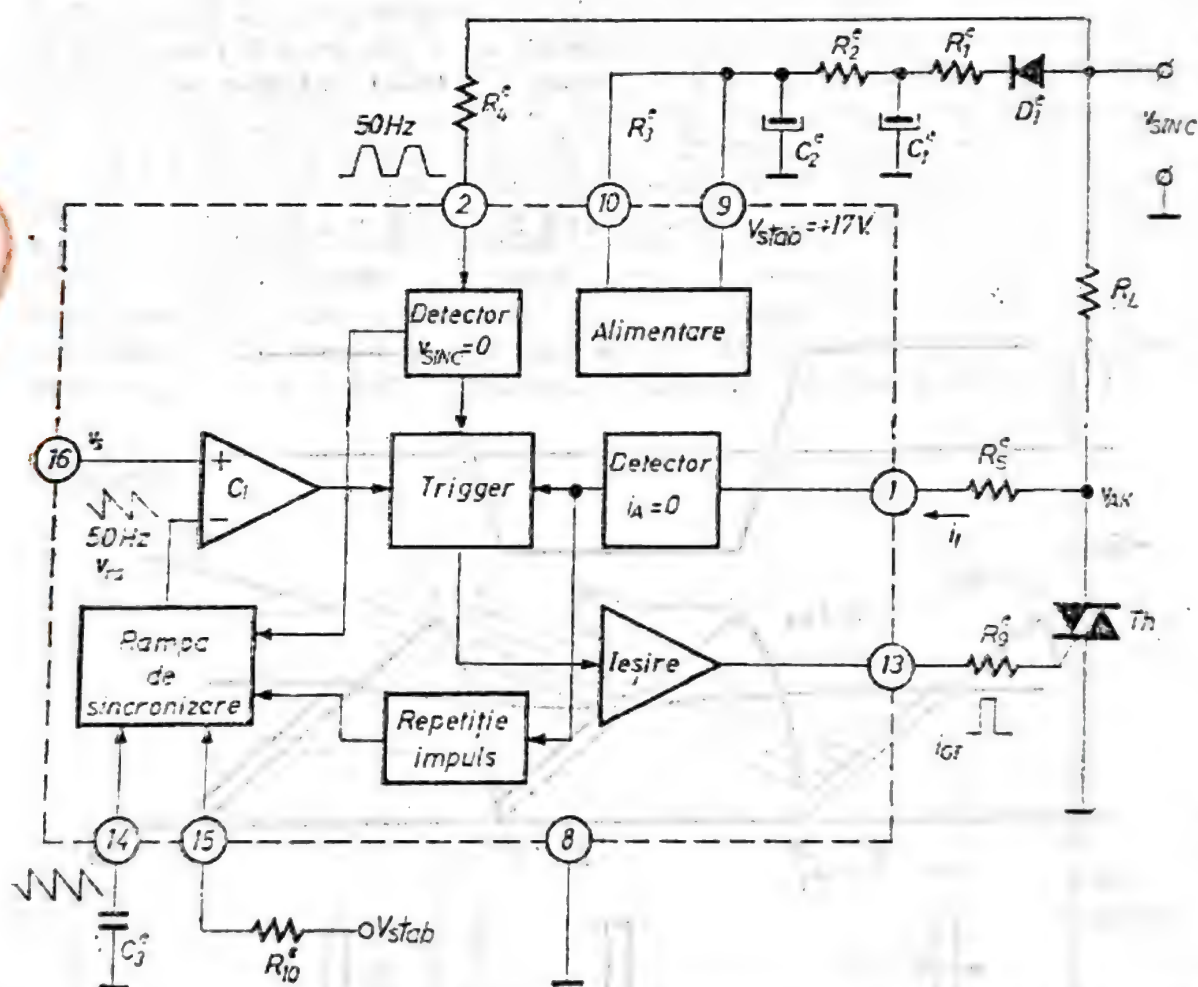 R₂ᵉ
R₁ᵉ
D₁ᵉ
R₄ᵉ
50Hz
R₃ᵉ
C₂ᵉ
C₁ᵉ
vSINC
2
10
9
Vstab=+17V.
Detector
vSINC=0
Alimentare
RL
16
vs
C1
+
−
Trigger
Detector
iA=0
1
R₅ᵉ
vAK
i1
50Hz
vrs
Rampa
de
sincronizare
Repetiție
impuls
Ieșire
13
R₉ᵉ
Th
iGT
14
15
8
C₃ᵉ
R₁₀ᵉ
Vstab